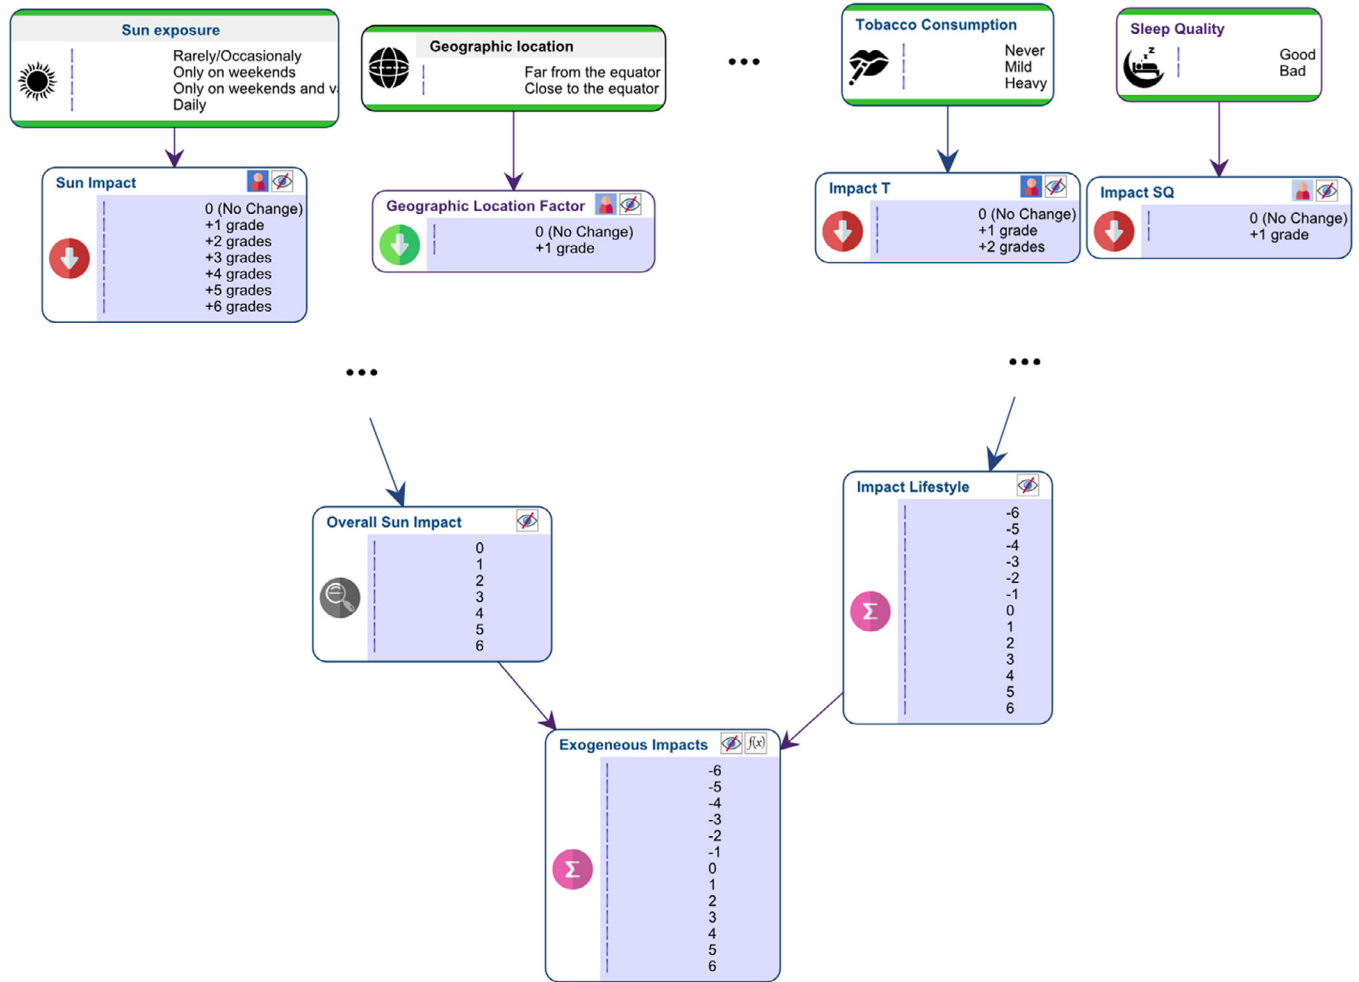 Sun exposure
Rarely/Occasionaly
Only on weekends
Only on weekends and v
Daily
Geographic location
Far from the equator
Close to the equator
...
Tobacco Consumption
Never
Mild
Heavy
Sleep Quality
Good
Bad
Sun Impact
0 (No Change)
+1 grade
+2 grades
+3 grades
+4 grades
+5 grades
+6 grades
Geographic Location Factor
0 (No Change)
+1 grade
Impact T
0 (No Change)
+1 grade
+2 grades
Impact SQ
0 (No Change)
+1 grade
...
...
Overall Sun Impact
0
1
2
3
4
5
6
Impact Lifestyle
Σ
-6
-5
-4
-3
-2
-1
0
1
2
3
4
5
6
Exogeneous Impacts
f(x)
Σ
-6
-5
-4
-3
-2
-1
0
1
2
3
4
5
6